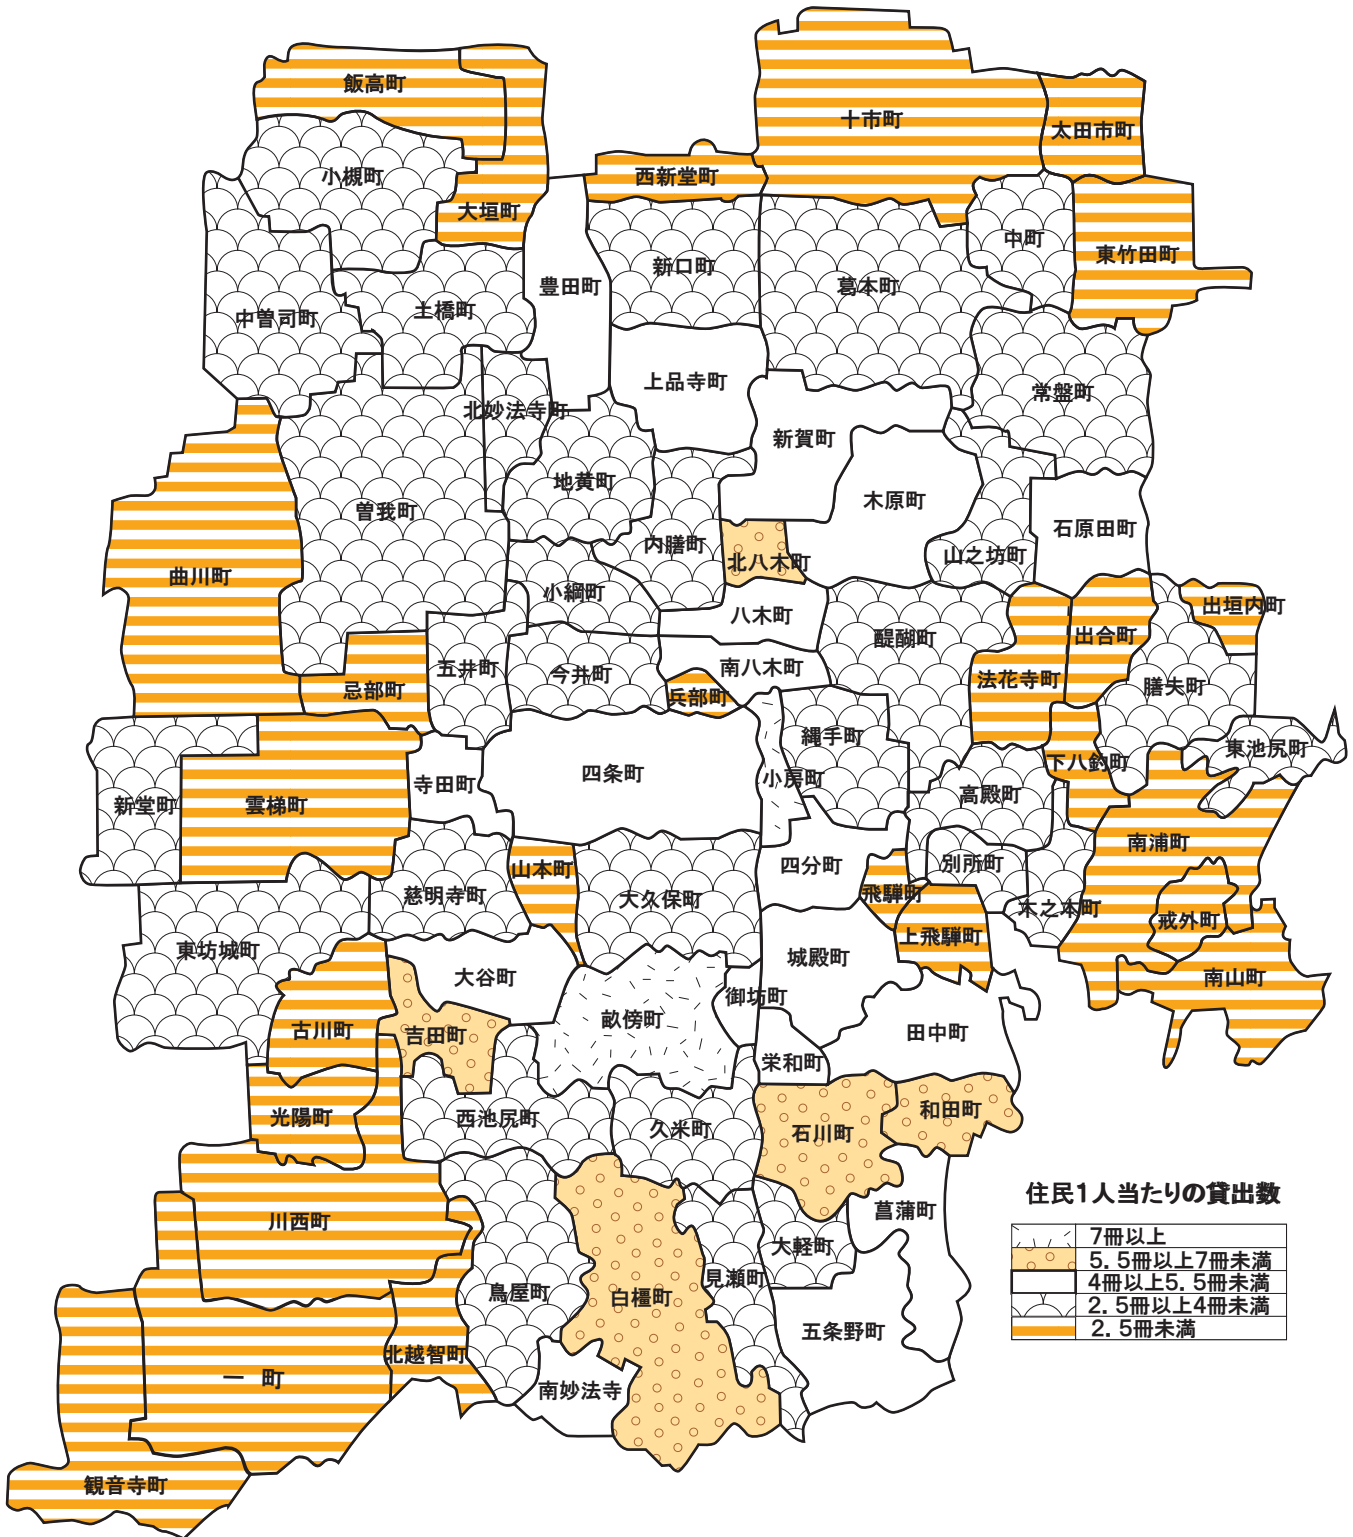 飯高町
十市町
太田市町
小槻町
西新堂町
大垣町
中町
東竹田町
新口町
豊田町
葛本町
土橋町
中曽司町
上品寺町
常盤町
北妙法寺町
新賀町
地黄町
木原町
曽我町
石原田町
内膳町
山之坊町
北八木町
曲川町
小綱町
出垣内町
八木町
醍醐町
出合町
五井町
今井町
南八木町
法花寺町
膳夫町
忌部町
兵部町
縄手町
東池尻町
下八釣町
四条町
小房町
寺田町
高殿町
新堂町
雲梯町
南浦町
山本町
四分町
別所町
慈明寺町
大久保町
飛騨町
木之本町
戒外町
上飛騨町
東坊城町
城殿町
大谷町
南山町
御坊町
畝傍町
古川町
吉田町
田中町
栄和町
光陽町
西池尻町
久米町
石川町
和田町
川西町
菖蒲町
大軽町
見瀬町
鳥屋町
白橿町
五条野町
北越智町
一 町
南妙法寺
観音寺町
住民1人当たりの貸出数
7冊以上
5.5冊以上7冊未満
4冊以上5.5冊未満
2.5冊以上4冊未満
2.5冊未満